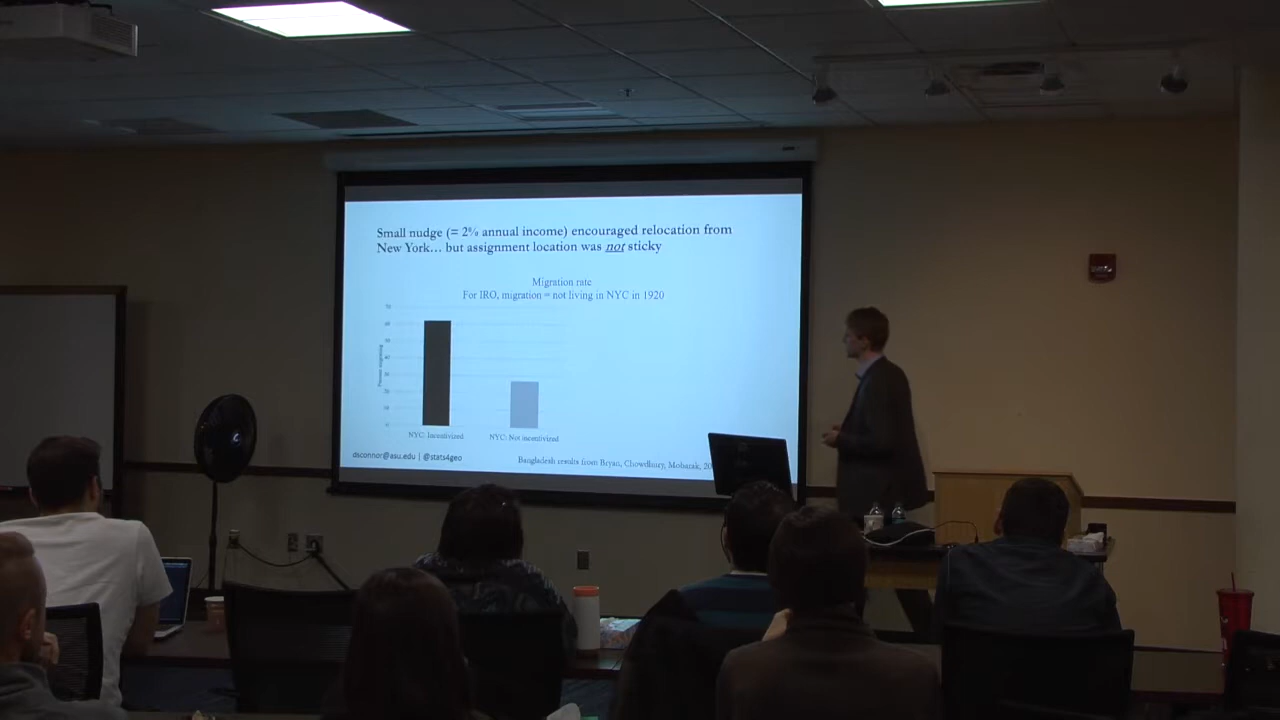 Small nudge (= 2% annual income) encouraged relocation from
New York... but assignment location was not sticky
Migration rate
For IRO, migration = not living in NYC in 1920
NYC: Incentivized
NYC: Not incentivized
dsconnor@asu.edu | @stats4geo
Bangladesh results from Bryan, Chowdhury, Mobarak,